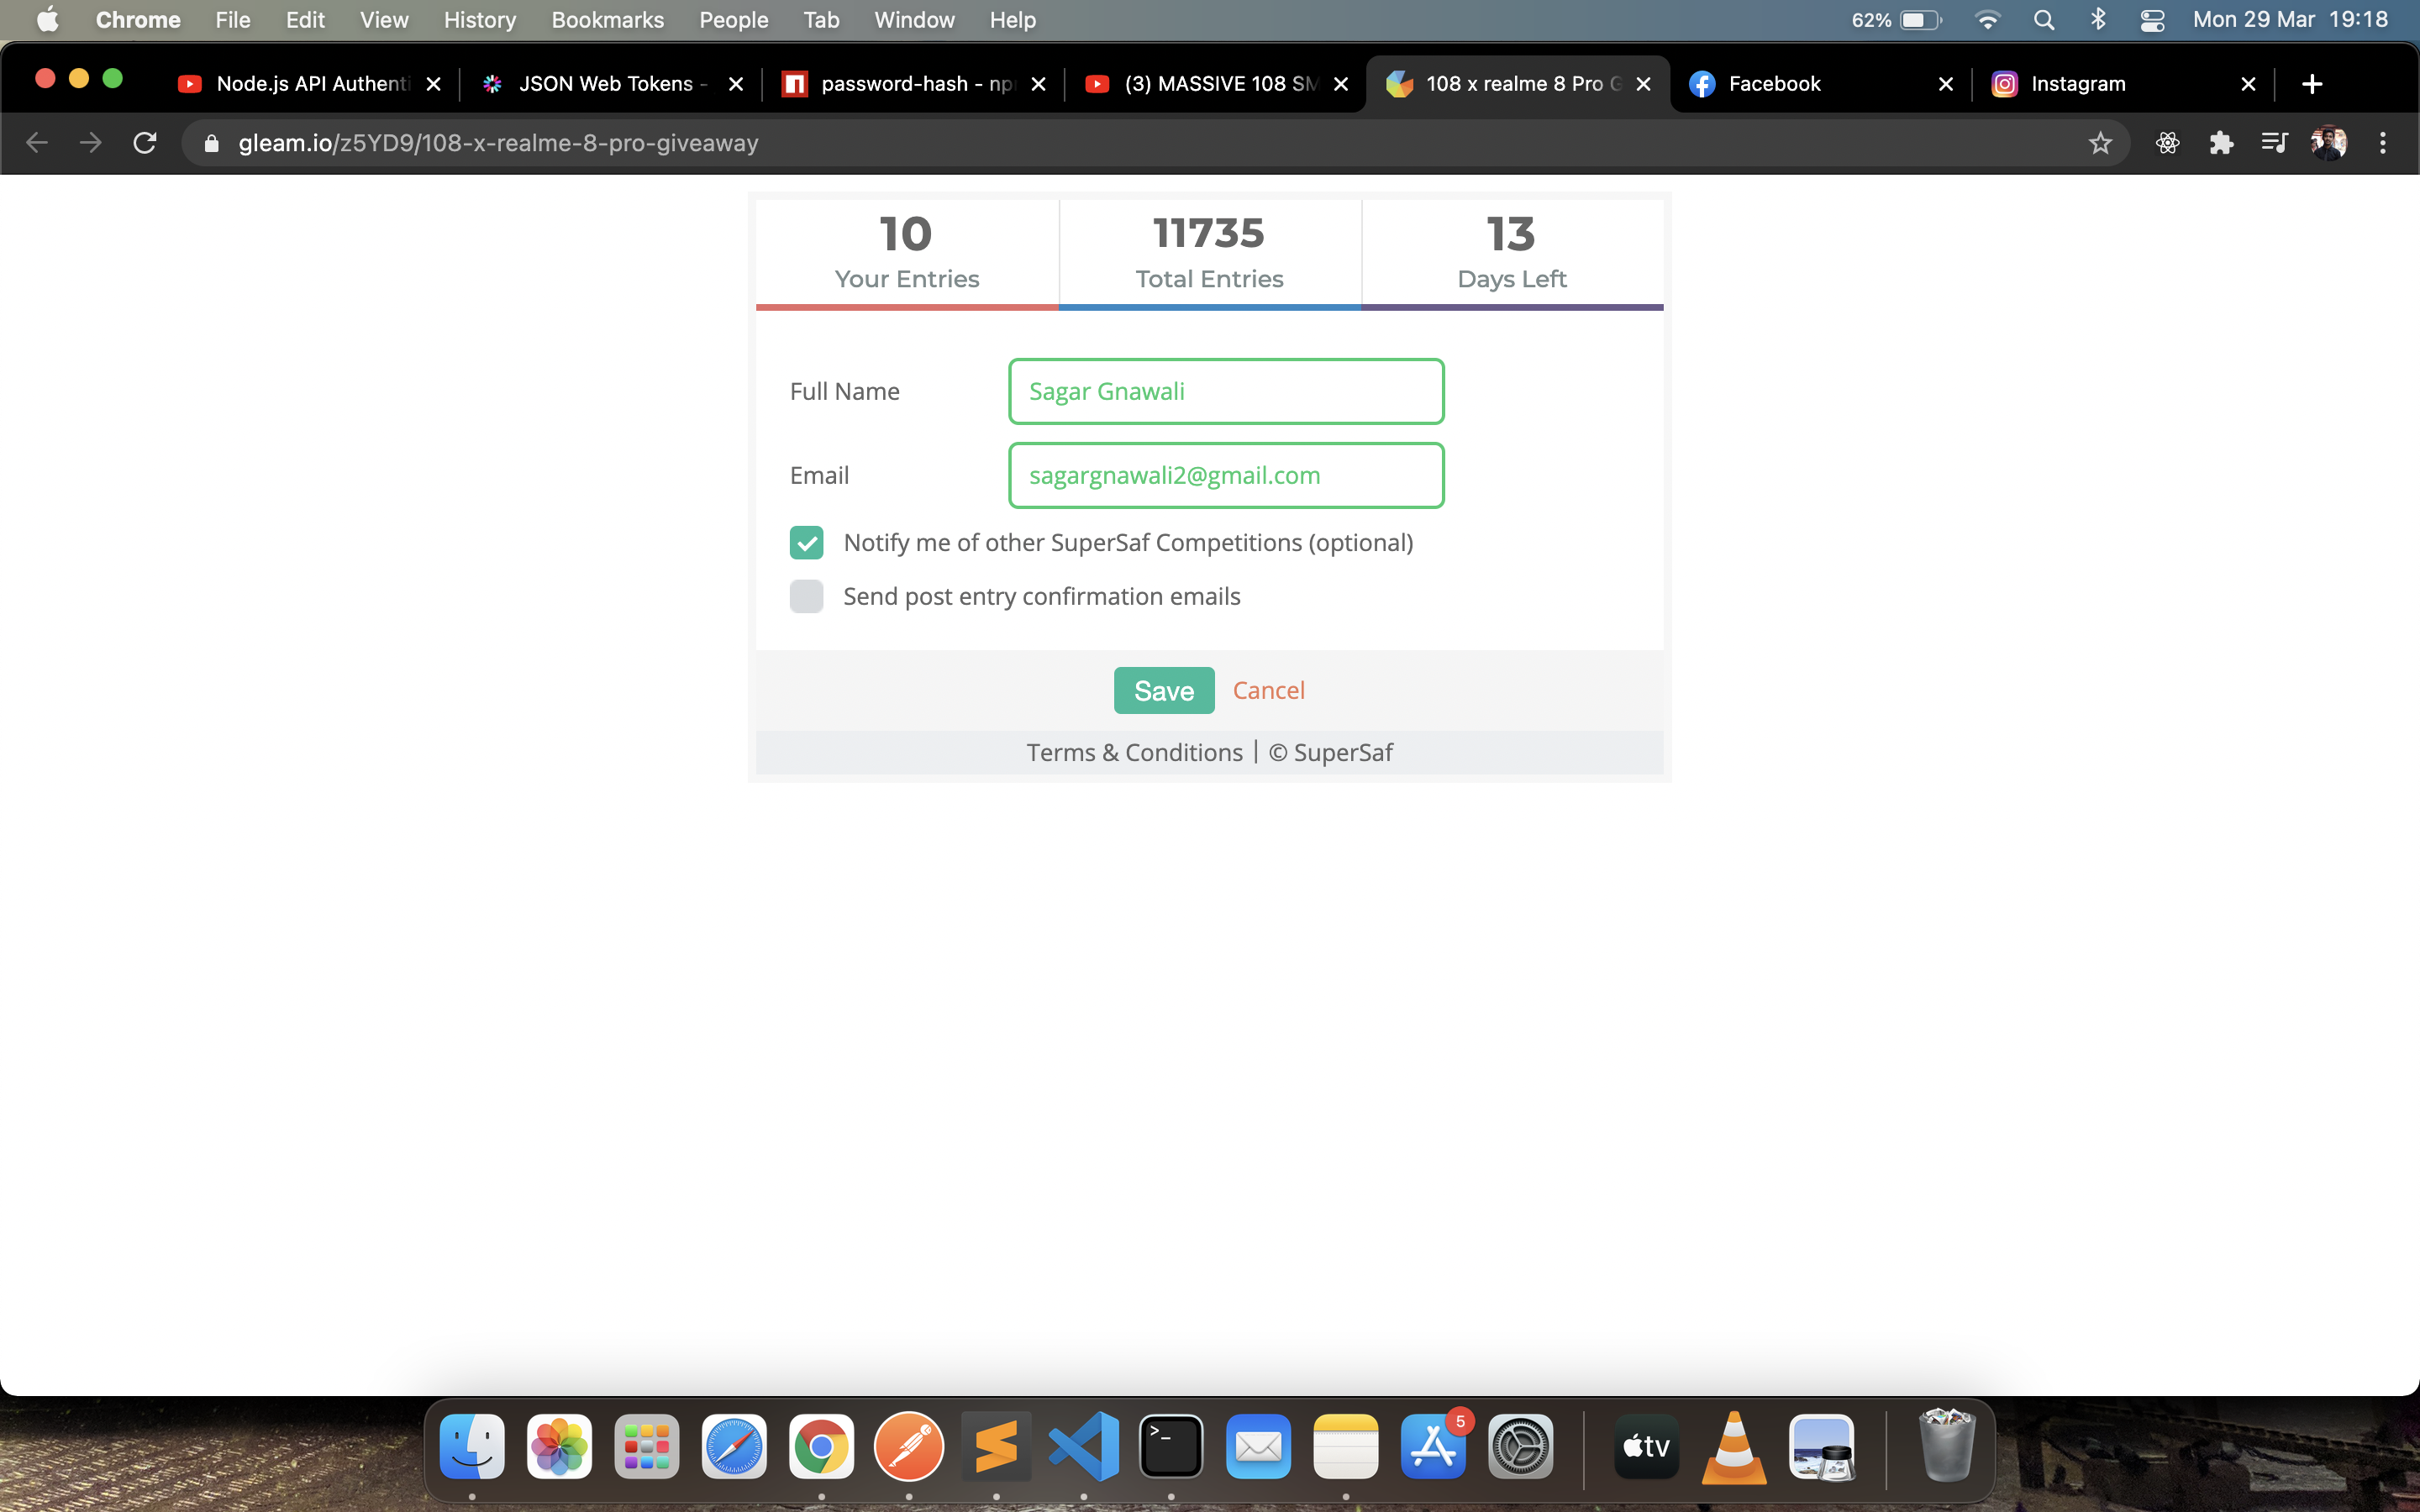 Chrome File Edit View History Bookmarks People Tab Window Help 62% Mon 29 Mar 19:18
Node.js API Authenti JSON Web Tokens - password-hash - np (3) MASSIVE 108 SM 108 x realme 8 Pro G Facebook Instagram
gleam.io/z5YD9/108-x-realme-8-pro-giveaway
10 11735 13
Your Entries Total Entries Days Left
Full Name Sagar Gnawali
Email sagargnawali2@gmail.com
Notify me of other SuperSaf Competitions (optional)
Send post entry confirmation emails
Save Cancel
Terms & Conditions | © SuperSaf
5
tv